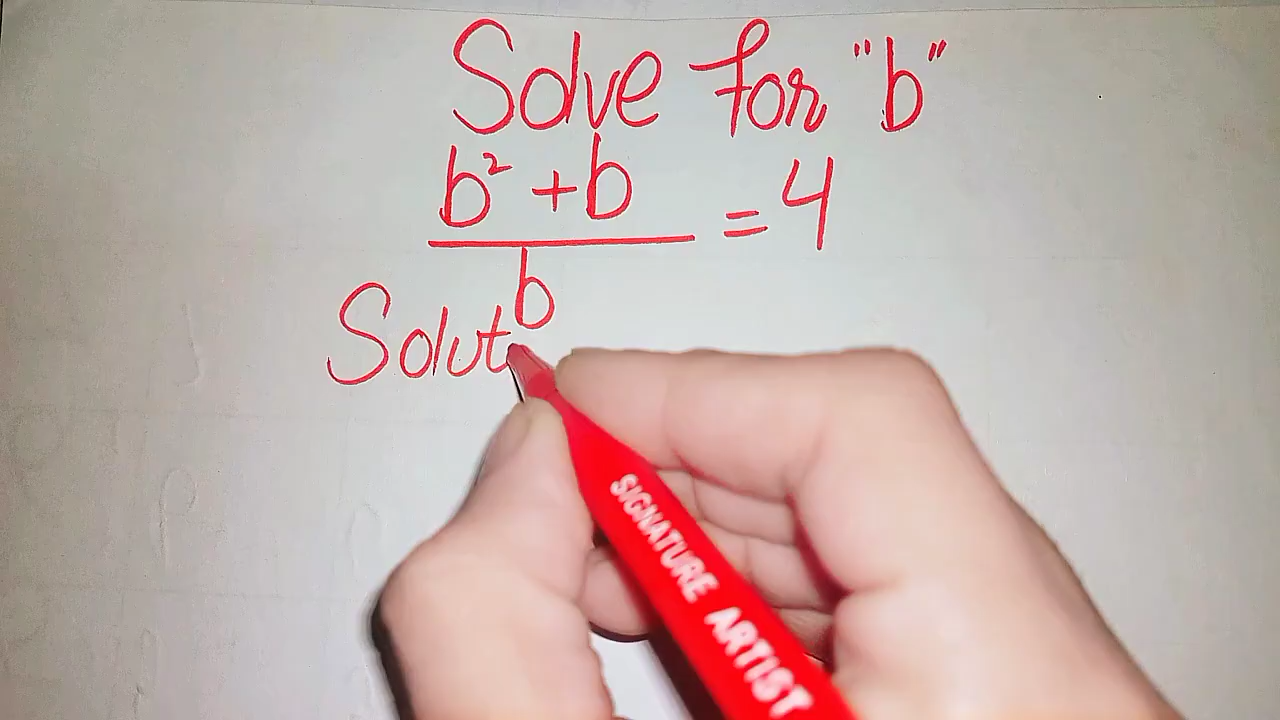 Solve for "b"
b² + b
= 4
b
Solut
SIGNATURE ARTIST